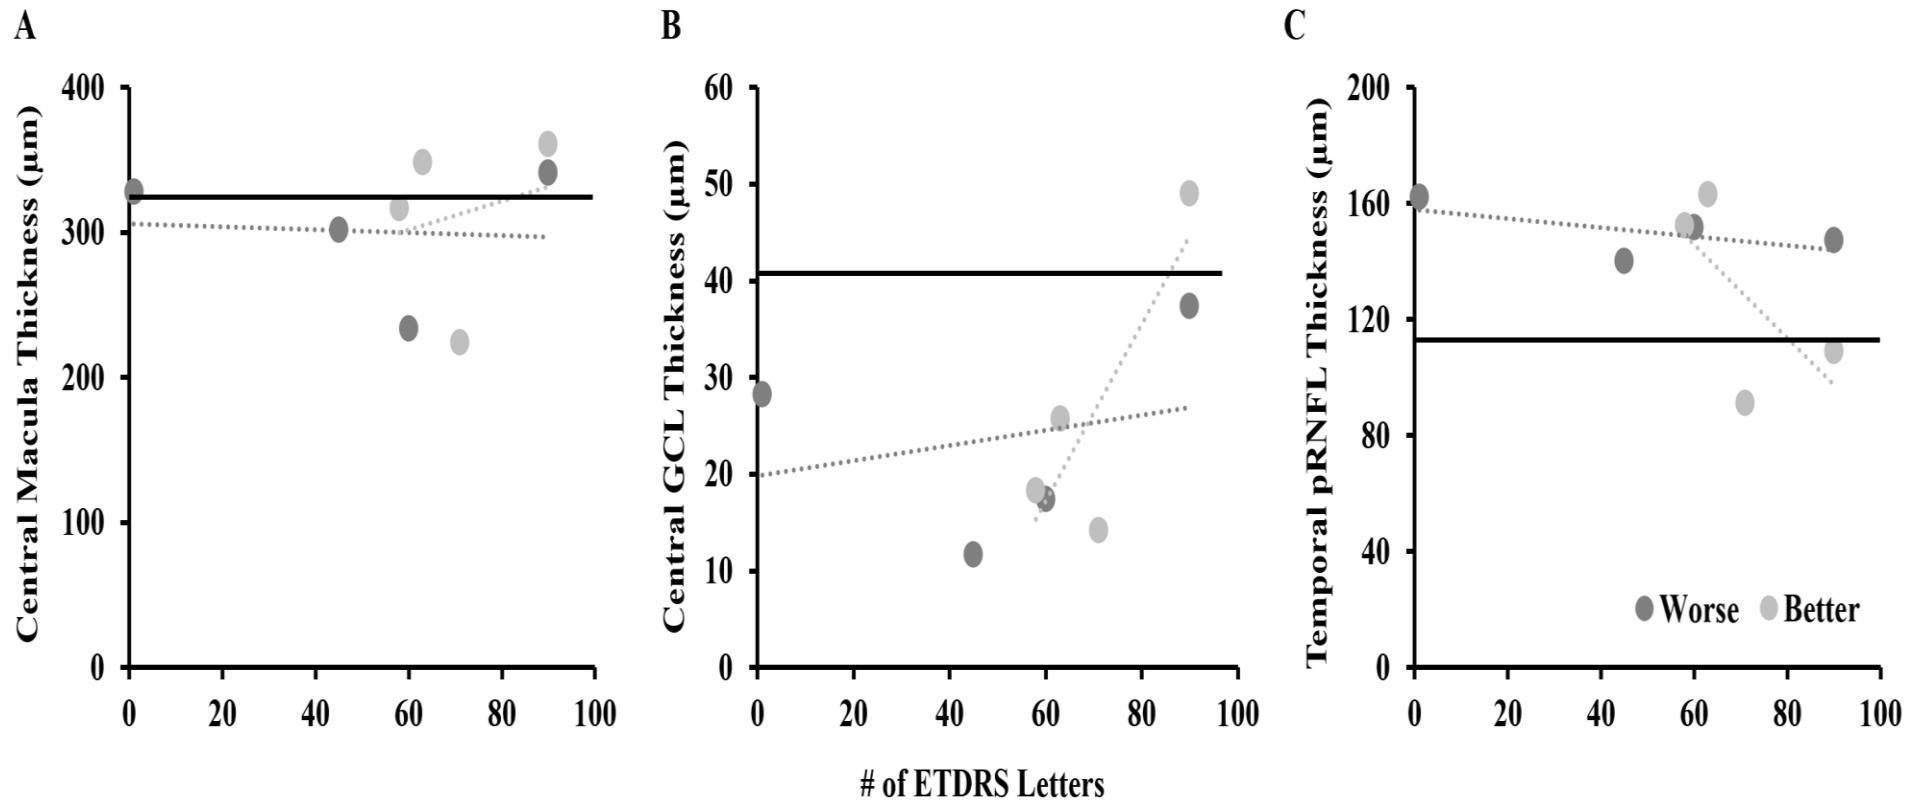 A
B
C
Central Macula Thickness (µm)
400
300
200
100
0
0 20 40 60 80 100
Central GCL Thickness (µm)
60
50
40
30
20
10
0
0 20 40 60 80 100
Temporal pRNFL Thickness (µm)
200
160
120
80
40
0
0 20 40 60 80 100
Worse Better
# of ETDRS Letters